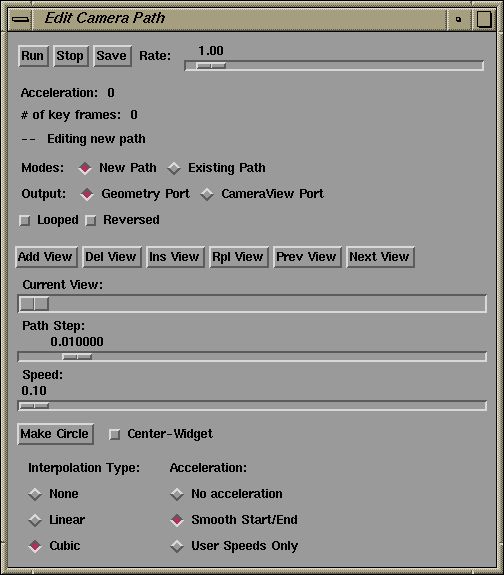 Edit Camera Path
Run Stop Save Rate: 1.00
Acceleration: 0
# of key frames: 0
-- Editing new path
Modes: New Path Existing Path
Output: Geometry Port CameraView Port
Looped Reversed
Add View Del View Ins View Rpl View Prev View Next View
Current View:
Path Step:
0.010000
Speed:
0.10
Make Circle Center-Widget
Interpolation Type: Acceleration:
None No acceleration
Linear Smooth Start/End
Cubic User Speeds Only